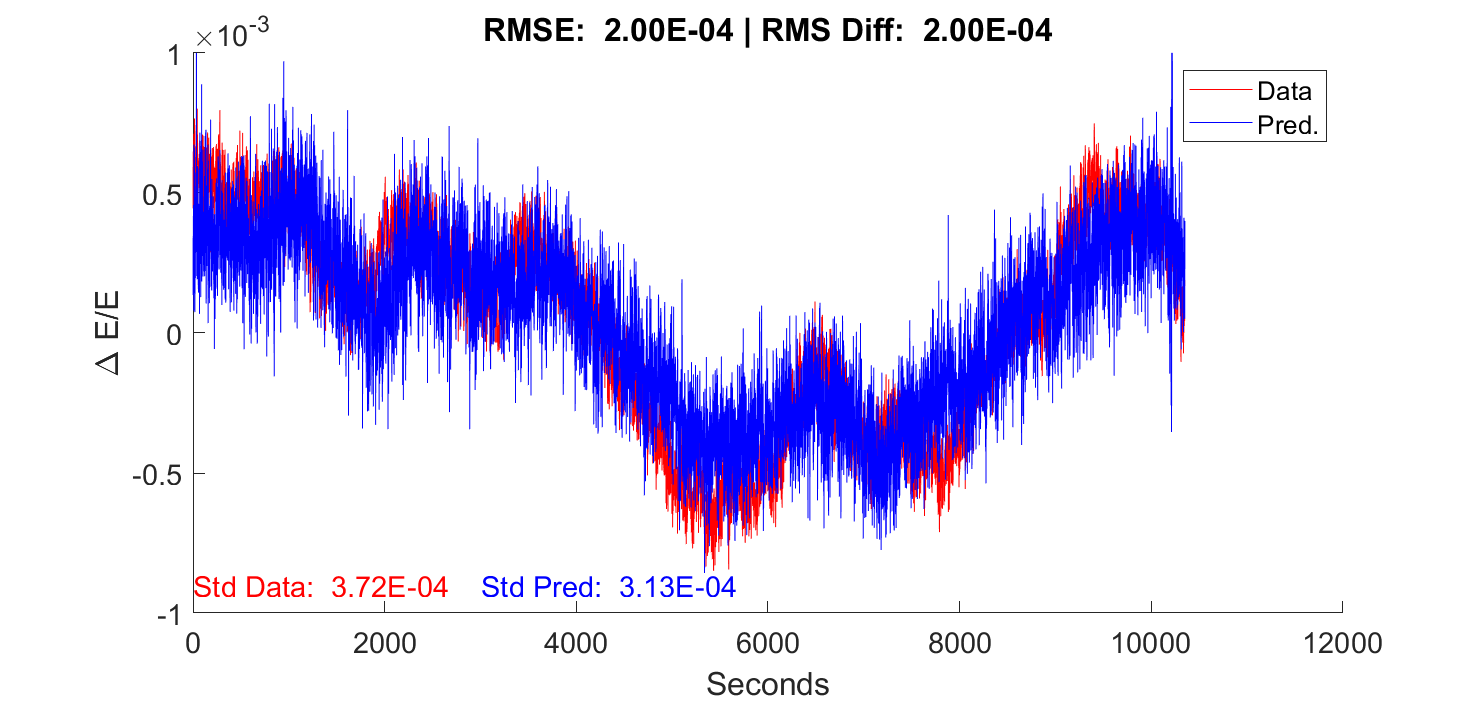 RMSE: 2.00E-04 | RMS Diff: 2.00E-04
×10-3
1
0.5
0
-0.5
-1
Δ E/E
Data
Pred.
Std Data: 3.72E-04 Std Pred: 3.13E-04
0 2000 4000 6000 8000 10000 12000
Seconds